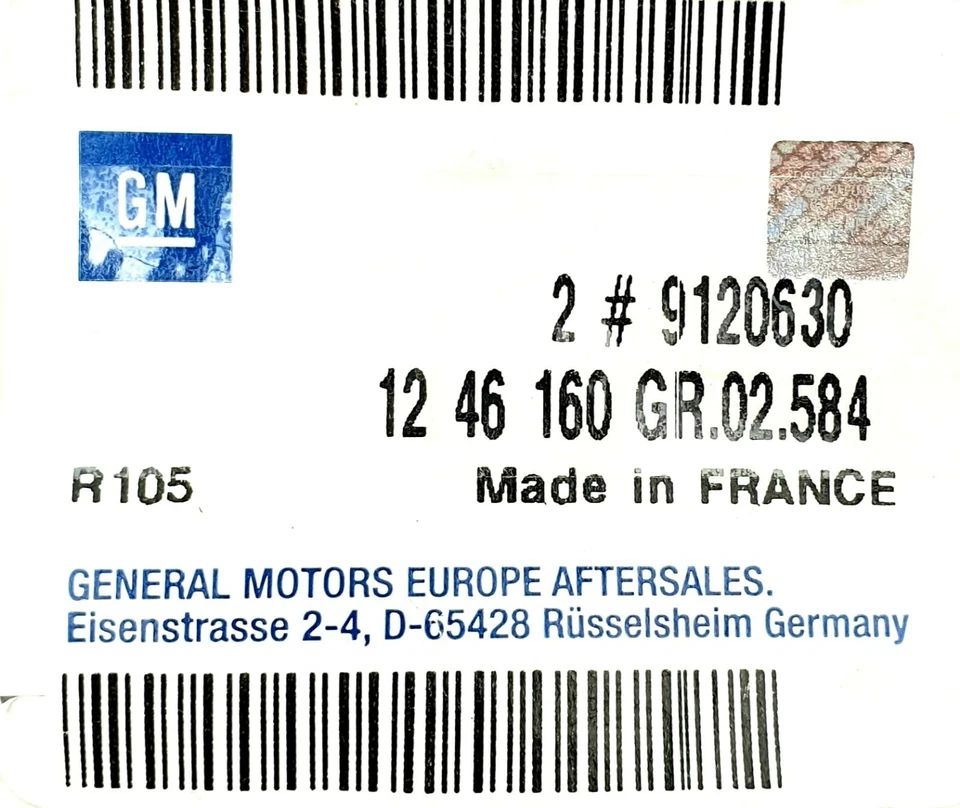 GM
2 # 9120630
12 46 160 GR.02.584
R105
Made in FRANCE
GENERAL MOTORS EUROPE AFTERSALES.
Eisenstrasse 2-4, D-65428 Rüsselsheim Germany